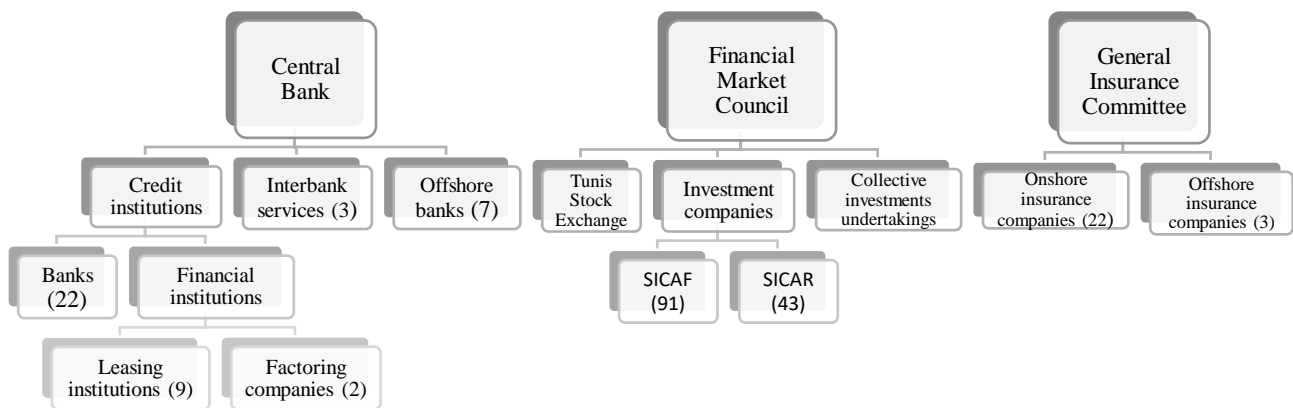 Central
Bank
Financial
Market
Council
General
Insurance
Committee
Credit
institutions
Interbank
services (3)
Offshore
banks (7)
Tunis
Stock
Exchange
Investment
companies
Collective
investments
undertakings
Onshore
insurance
companies (22)
Offshore
insurance
companies (3)
Banks
(22)
Financial
institutions
SICAF
(91)
SICAR
(43)
Leasing
institutions (9)
Factoring
companies (2)